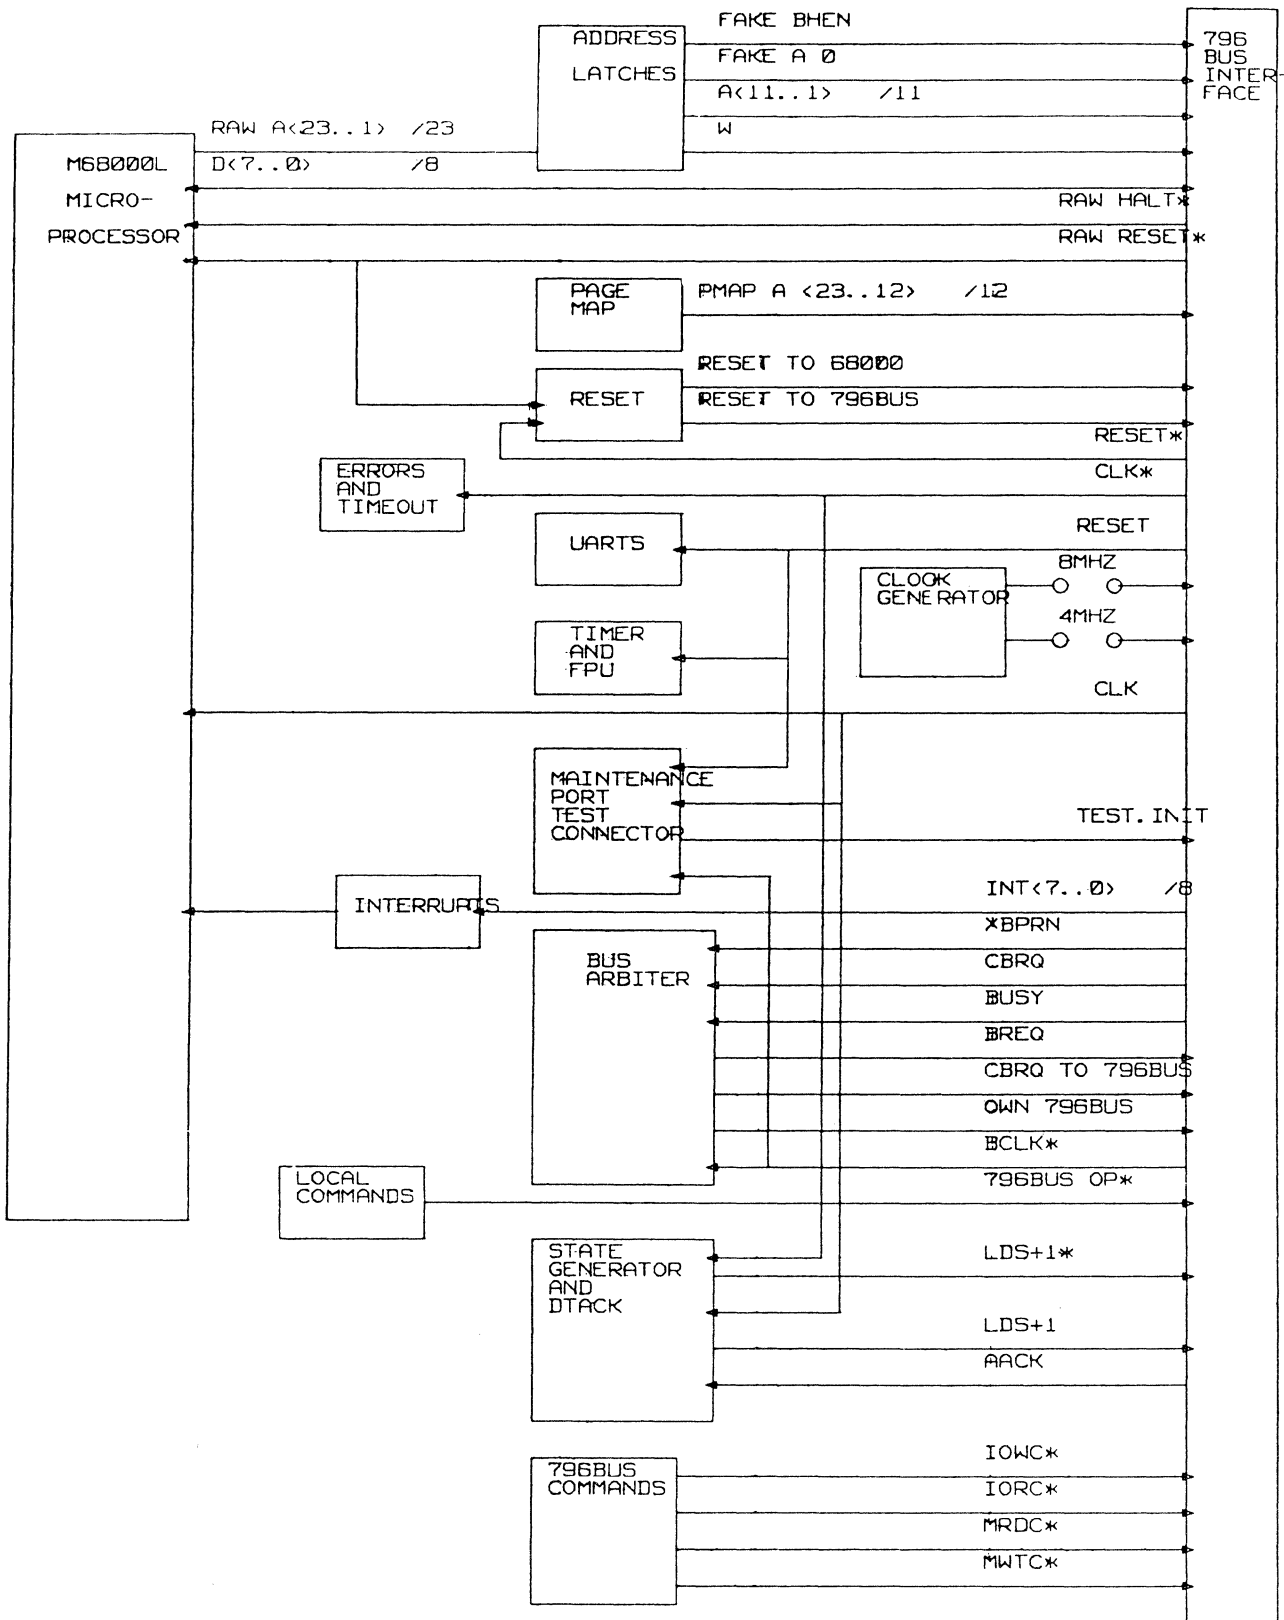 FAKE BHEN
ADDRESS
LATCHES
FAKE A 0
A<11..1> /11
W
796
BUS
INTER-
FACE
RAW A<23..1> /23
D<7..0> /8
M68000L
MICRO-
PROCESSOR
RAW HALT*
RAW RESET*
PAGE
MAP
PMAP A <23..12> /12
RESET TO 68000
RESET
RESET TO 796BUS
RESET*
ERRORS
AND
TIMEOUT
CLK*
UARTS
RESET
CLOCK
GENERATOR
8MHZ
4MHZ
TIMER
AND
FPU
CLK
MAINTENANCE
PORT
TEST
CONNECTOR
TEST.INIT
INTERRUPTS
INT<7..0> /8
*BPRN
BUS
ARBITER
CBRQ
BUSY
BREQ
CBRQ TO 796BUS
OWN 796BUS
BCLK*
LOCAL
COMMANDS
796BUS OP*
STATE
GENERATOR
AND
DTACK
LDS+1*
LDS+1
AACK
796BUS
COMMANDS
IOWC*
IORC*
MRDC*
MWTC*